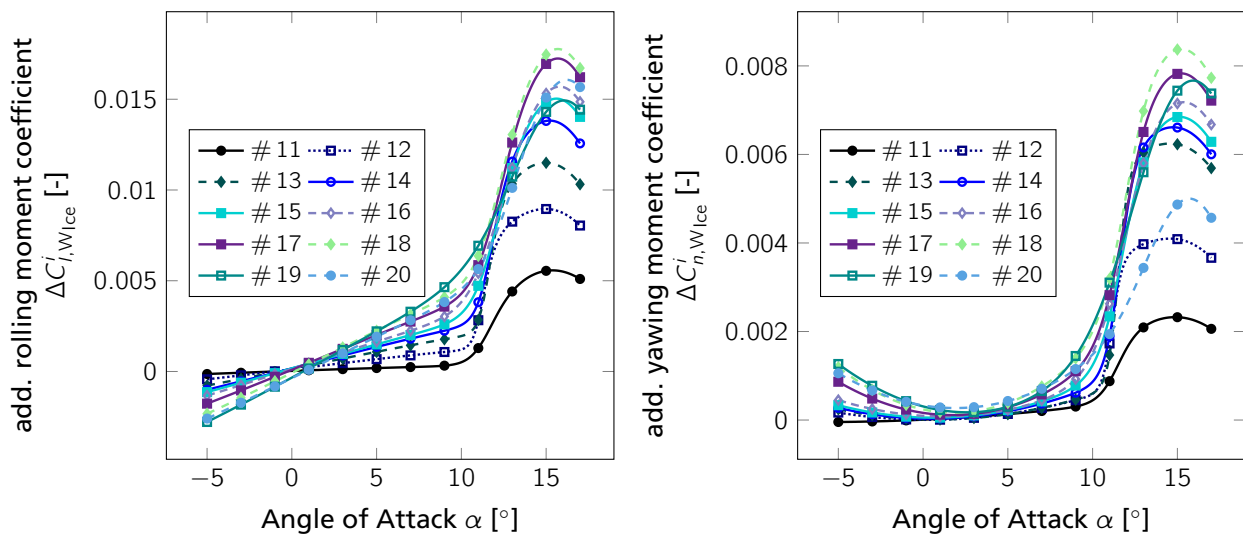 add. rolling moment coefficient
ΔC^i_{l,W_Ice} [-]
0.015
0.01
0.005
0
# 11 # 12
# 13 # 14
# 15 # 16
# 17 # 18
# 19 # 20
−5 0 5 10 15
Angle of Attack α [°]
add. yawing moment coefficient
ΔC^i_{n,W_Ice} [-]
0.008
0.006
0.004
0.002
0
# 11 # 12
# 13 # 14
# 15 # 16
# 17 # 18
# 19 # 20
−5 0 5 10 15
Angle of Attack α [°]